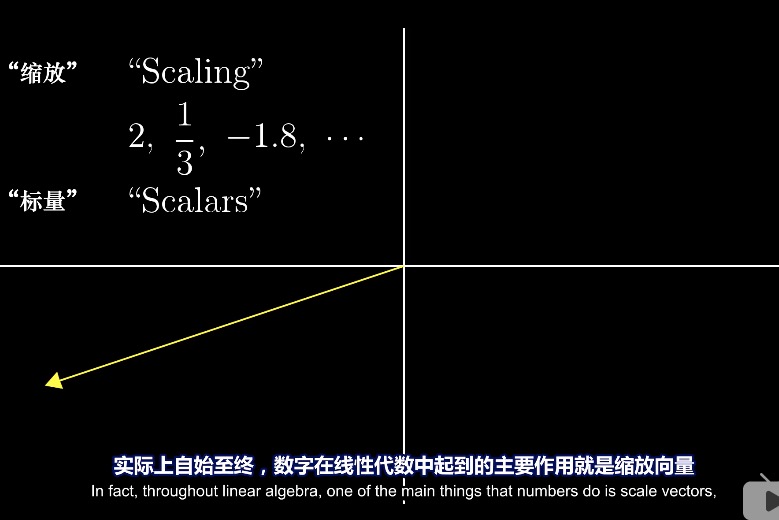 “缩放” “Scaling”
2, 1/3, −1.8, ⋯
“标量” “Scalars”
实际上自始至终，数字在线性代数中起到的主要作用就是缩放向量
In fact, throughout linear algebra, one of the main things that numbers do is scale vectors,